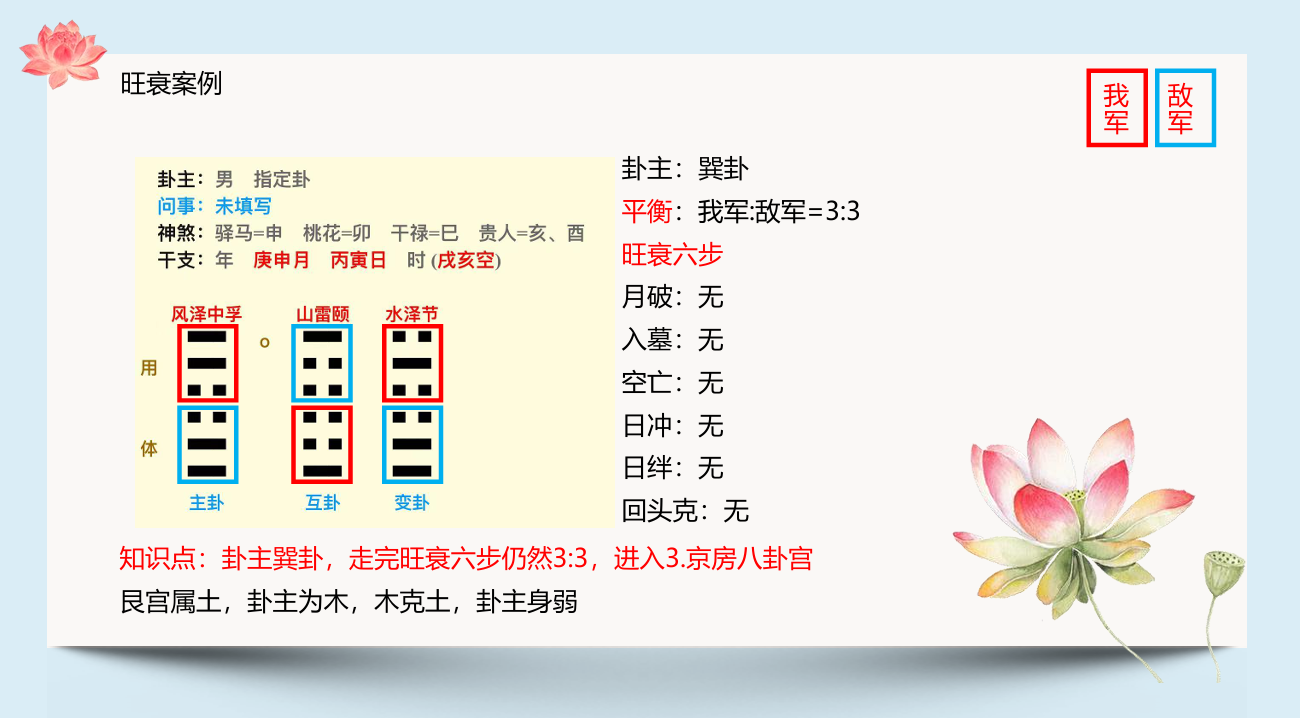 旺衰案例
我军
敌军
卦主：男 指定卦
问事：未填写
神煞：驿马=申 桃花=卯 干禄=巳 贵人=亥、酉
干支：年 庚申月 丙寅日 时 (戌亥空)
风泽中孚 山雷颐 水泽节
o
用
体
主卦 互卦 变卦
卦主：巽卦
平衡：我军:敌军=3:3
旺衰六步
月破：无
入墓：无
空亡：无
日冲：无
日绊：无
回头克：无
知识点：卦主巽卦，走完旺衰六步仍然3:3，进入3.京房八卦宫
艮宫属土，卦主为木，木克土，卦主身弱